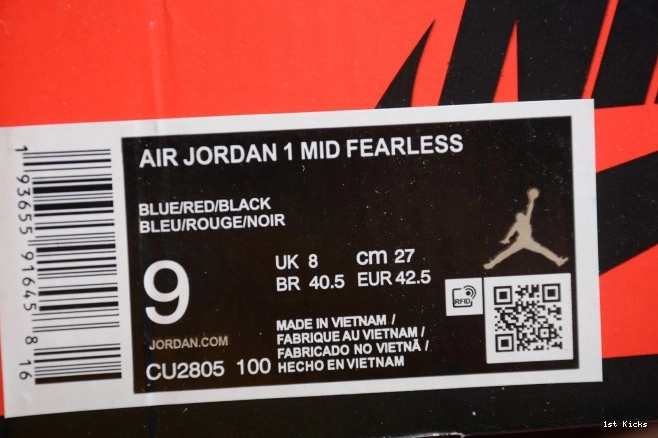 AIR JORDAN 1 MID FEARLESS
BLUE/RED/BLACK
BLEU/ROUGE/NOIR
9
UK 8 cm 27
BR 40.5 EUR 42.5
RFID
JORDAN.COM
CU2805 100
MADE IN VIETNAM /
FABRIQUE AU VIETNAM /
FABRICADO NO VIETNÃ /
HECHO EN VIETNAM
1 93655 91645 8 16
1st Kicks